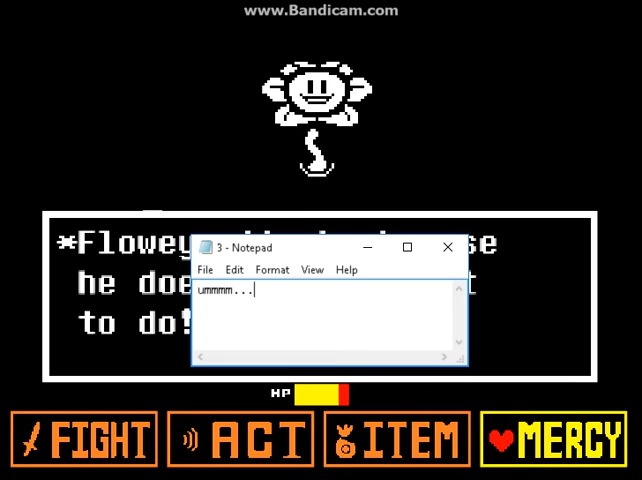 www.Bandicam.com
*Flowey
3 - Notepad
se
File Edit Format View Help
he doe
t
ummmm...
to do!
HP
FIGHT ACT ITEM MERCY